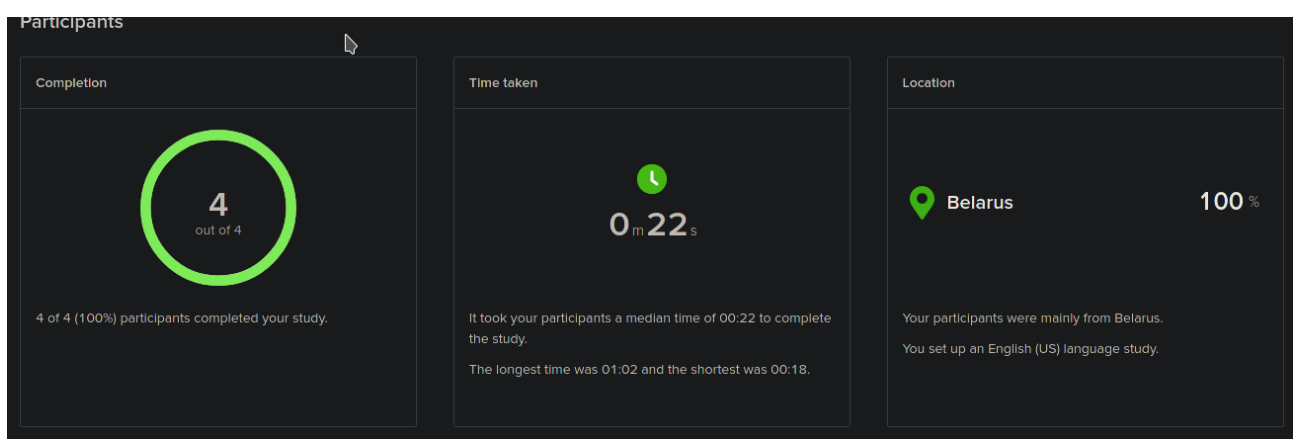 Participants
Completion
4
out of 4
4 of 4 (100%) participants completed your study.
Time taken
0m22s
It took your participants a median time of 00:22 to complete
the study.
The longest time was 01:02 and the shortest was 00:18.
Location
Belarus 100 %
Your participants were mainly from Belarus.
You set up an English (US) language study.